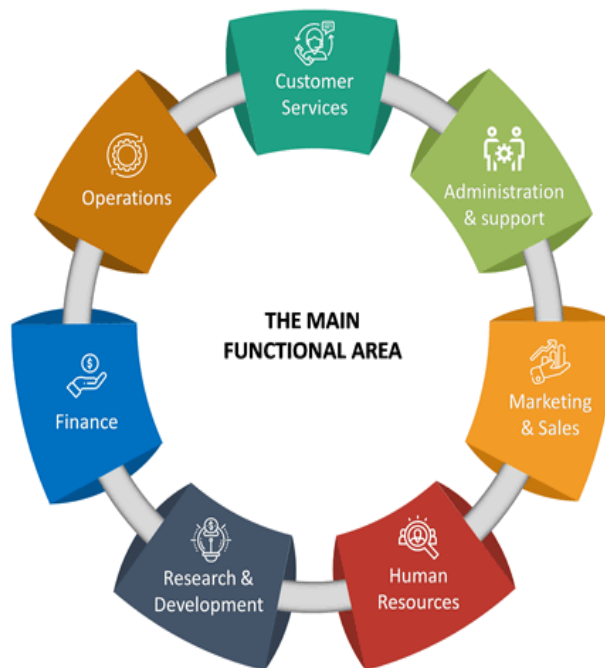 Customer
Services
Administration
& support
Marketing
& Sales
Human
Resources
Research &
Development
Finance
Operations
THE MAIN
FUNCTIONAL AREA